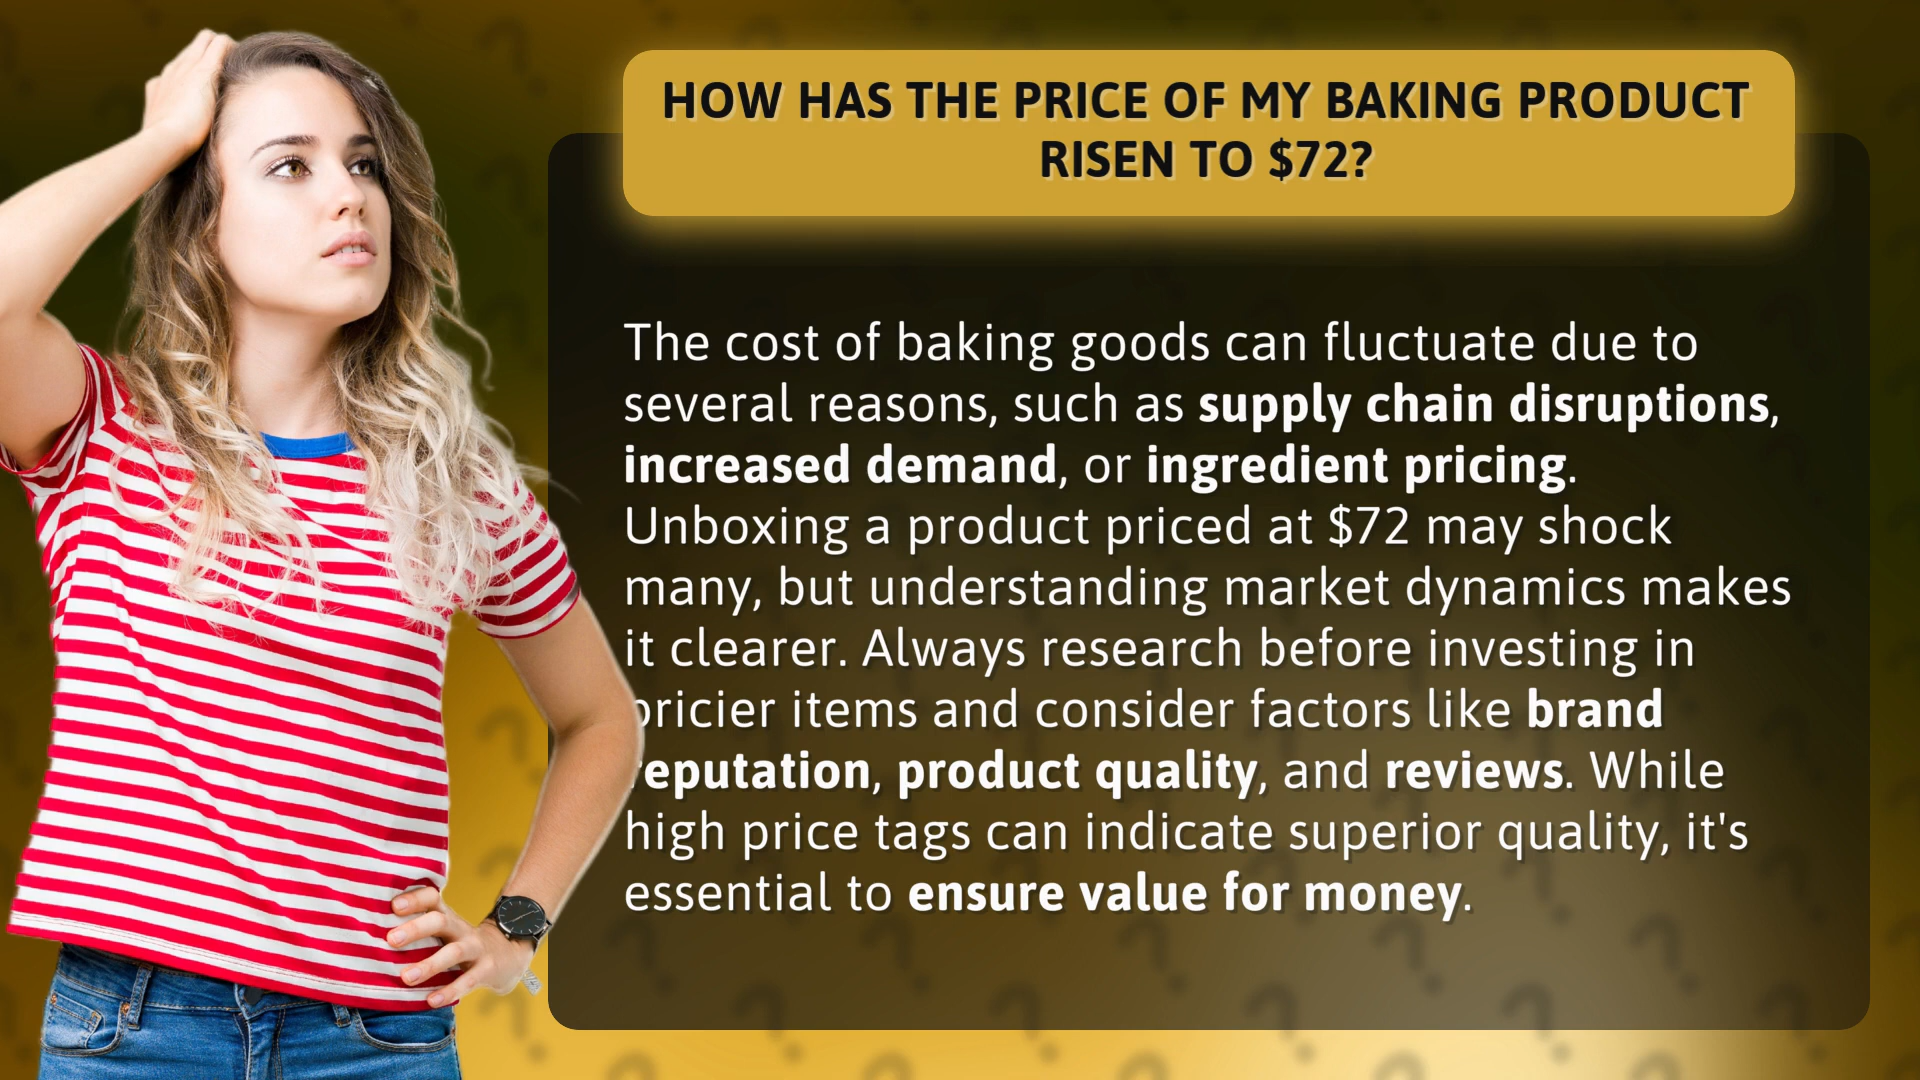 HOW HAS THE PRICE OF MY BAKING PRODUCT
RISEN TO $72?
The cost of baking goods can fluctuate due to
several reasons, such as supply chain disruptions,
increased demand, or ingredient pricing.
Unboxing a product priced at $72 may shock
many, but understanding market dynamics makes
it clearer. Always research before investing in
pricier items and consider factors like brand
reputation, product quality, and reviews. While
high price tags can indicate superior quality, it's
essential to ensure value for money.